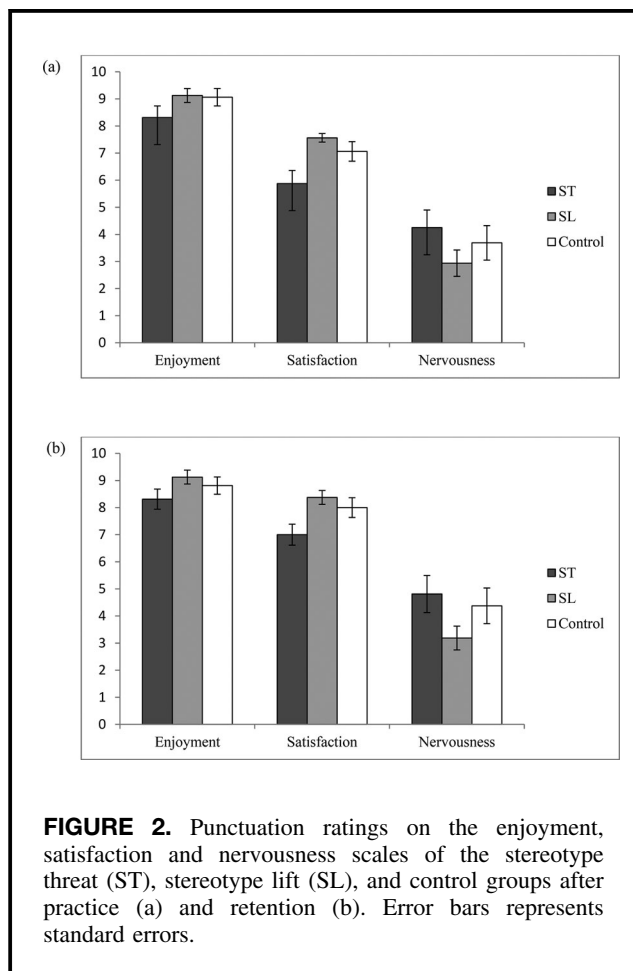 (a)
10
9
8
7
6
5
4
3
2
1
0
Enjoyment Satisfaction Nervousness
ST
SL
Control
(b)
10
9
8
7
6
5
4
3
2
1
0
Enjoyment Satisfaction Nervousness
ST
SL
Control
FIGURE 2. Punctuation ratings on the enjoyment,
satisfaction and nervousness scales of the stereotype
threat (ST), stereotype lift (SL), and control groups after
practice (a) and retention (b). Error bars represents
standard errors.